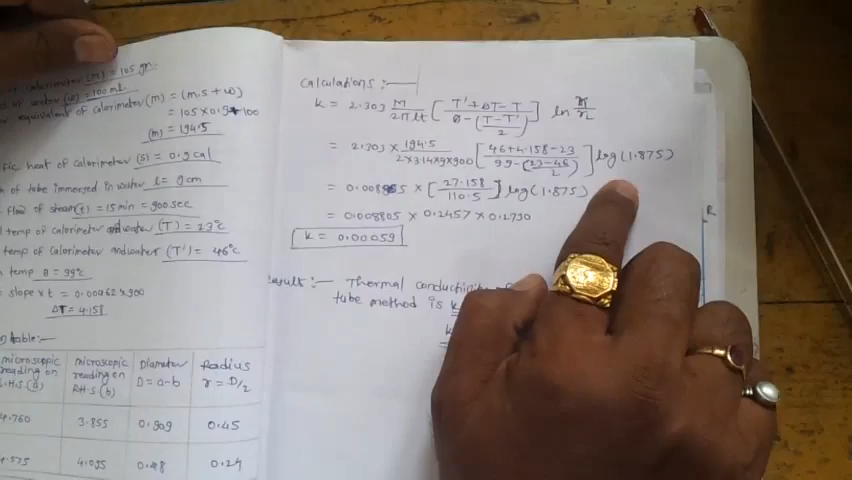 calorimeter (m) = 105 gn.
water (w) = 100 ml
equivalent of calorimeter (m) = (m.s + w)
= 105 x 0.9 + 100
(m) = 194.5
heat of calorimeter (s) = 0.9 cal
of tube immersed in water l = 9 cm
flow of steam (t) = 15 min = 900 sec
temp of calorimeter and water (T) = 23°c
temp of calorimeter and water (T') = 46°c
temp θ = 99°c
slope x t = 0.00462 x 900
ΔT = 4.158
table:-
microscopic reading on L.H.S. (a)
microscopic reading on R.H.S (b)
Diameter D = a-b
Radius r = D/2
4.760 3.855 0.909 0.45
4.575 4.095 0.48 0.24
Calculations :-
K = 2.303 M/2πlt [T' + ΔT - T / θ - (T - T' / 2)] ln r1/r2
= 2.303 x 194.5 / 2 x 3.14 x 9 x 900 [46 + 4.158 - 23 / 99 - (23 - 46 / 2)] log (1.875)
= 0.008805 x [27.158 / 110.5] log (1.875)
= 0.008805 x 0.2457 x 0.2730
K = 0.00059
Result :- Thermal
tube method is K